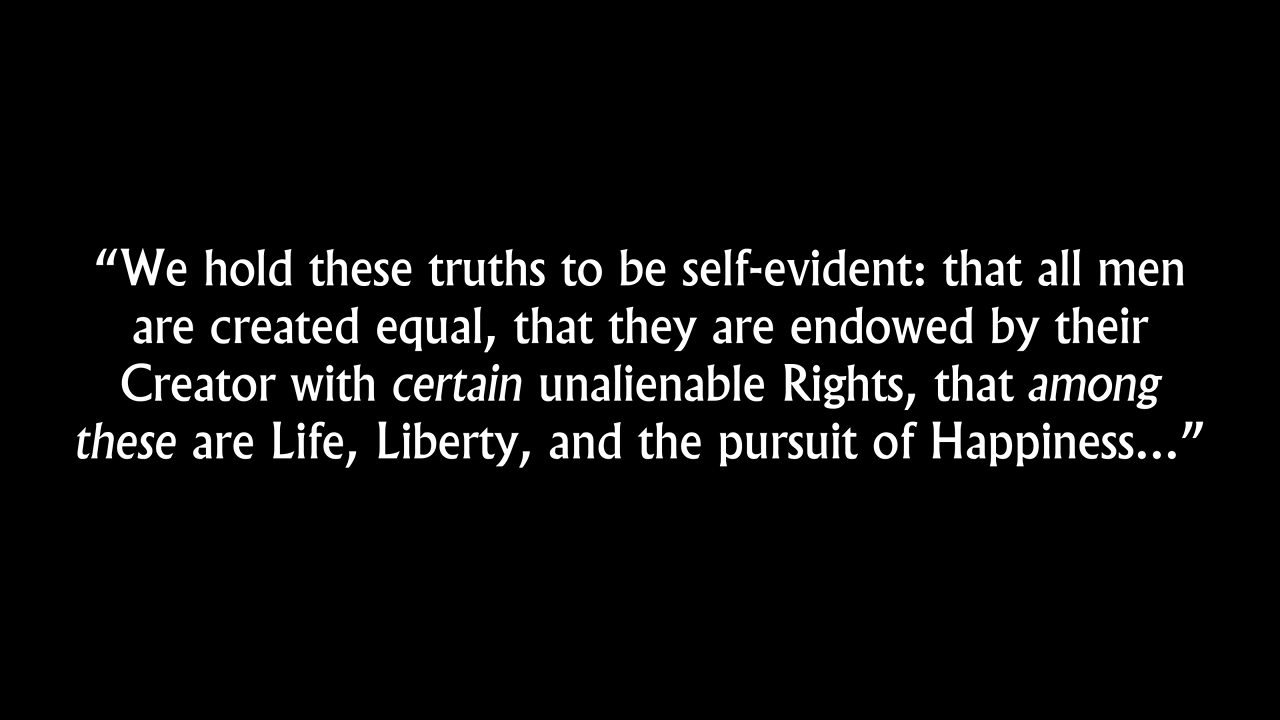 “We hold these truths to be self-evident: that all men
are created equal, that they are endowed by their
Creator with certain unalienable Rights, that among
these are Life, Liberty, and the pursuit of Happiness...”